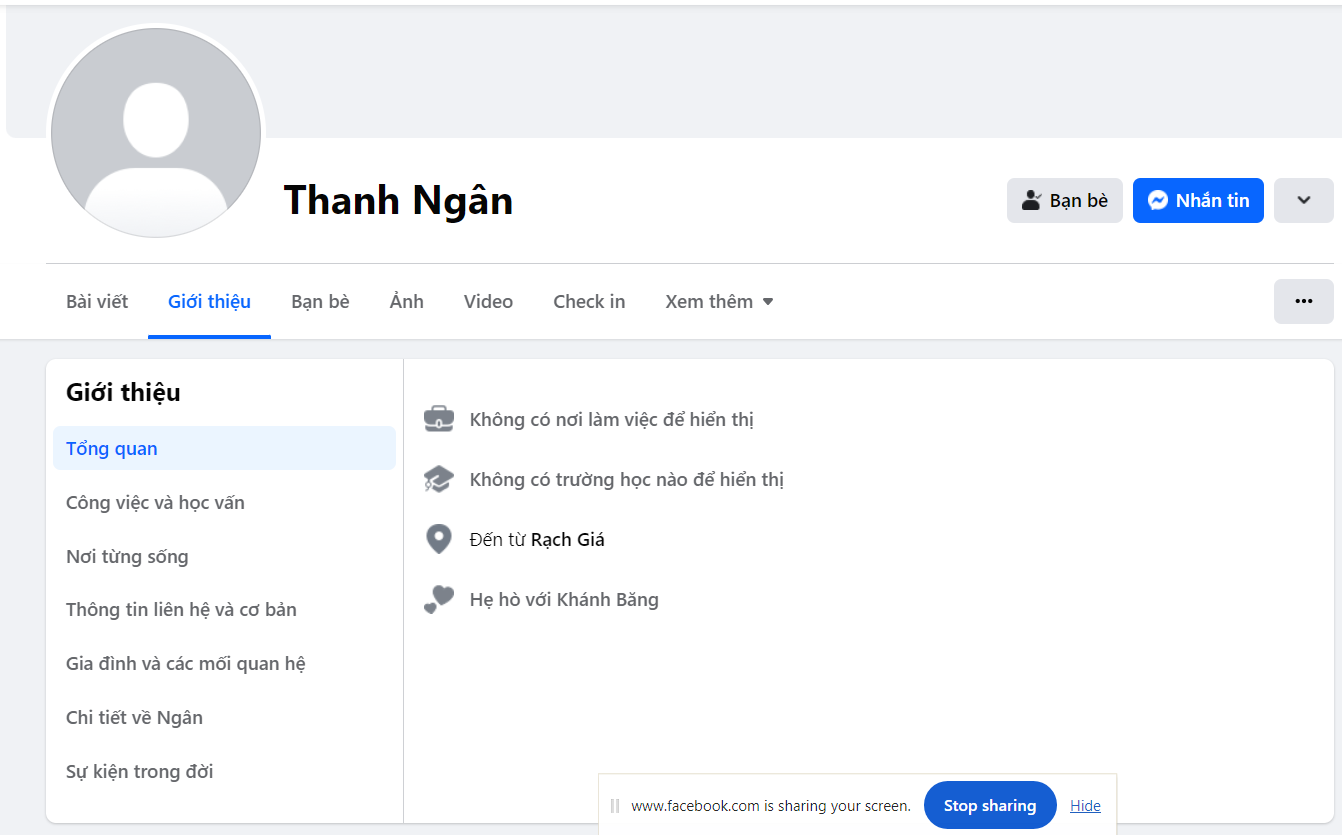 Thanh Ngân
Bạn bè
Nhắn tin
Bài viết
Giới thiệu
Bạn bè
Ảnh
Video
Check in
Xem thêm
Giới thiệu
Tổng quan
Công việc và học vấn
Nơi từng sống
Thông tin liên hệ và cơ bản
Gia đình và các mối quan hệ
Chi tiết về Ngân
Sự kiện trong đời
Không có nơi làm việc để hiển thị
Không có trường học nào để hiển thị
Đến từ Rạch Giá
Hẹ hò với Khánh Băng
www.facebook.com is sharing your screen.
Stop sharing
Hide